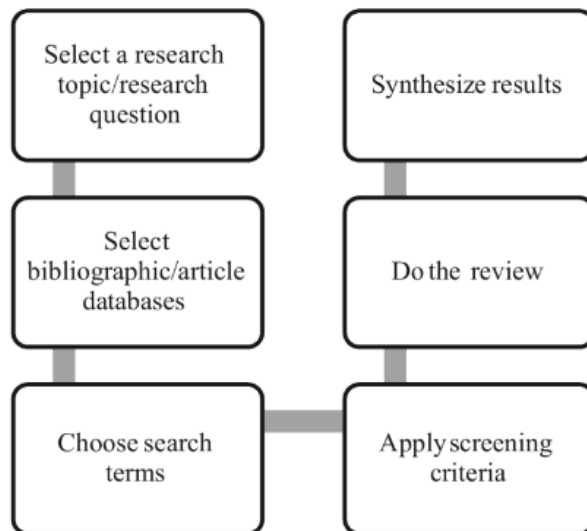 Select a research
topic/research
question
Select
bibliographic/article
databases
Choose search
terms
Apply screening
criteria
Do the review
Synthesize results